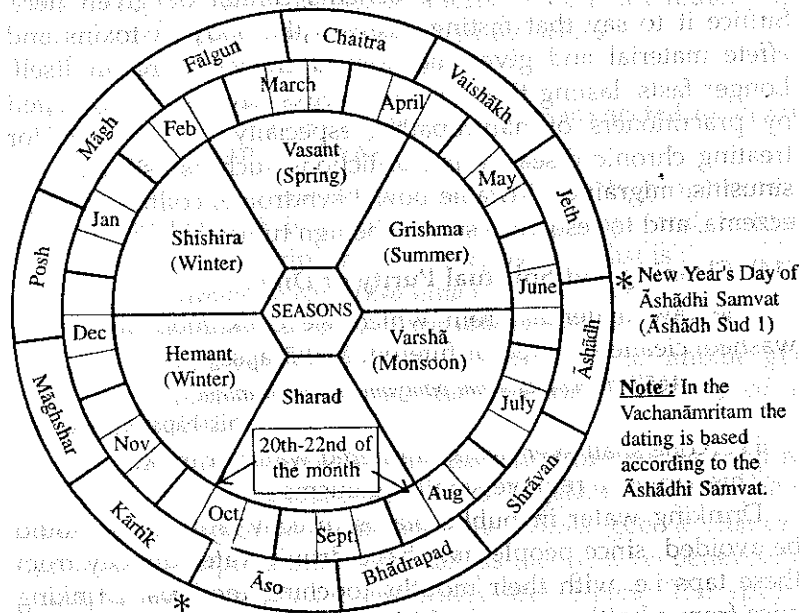 Chaitra
Fālgun
Vaishākh
March
April
Māgh
Feb
Vasant
(Spring)
May
Jeth
Jan
Shishira
(Winter)
Grishma
(Summer)
Posh
June
* New Year's Day of
Āshādhi Samvat
(Āshādh Sud 1)
SEASONS
Dec
Hemant
(Winter)
Varshā
(Monsoon)
Āshādh
Sharad
Note : In the
Vachanāmritam the
dating is based
according to the
Āshādhi Samvat.
Māghshar
July
Nov
20th-22nd of
the month
Shrāvan
Kārtik
Oct.
Aug
Sept.
Bhādrapad
Āso
*